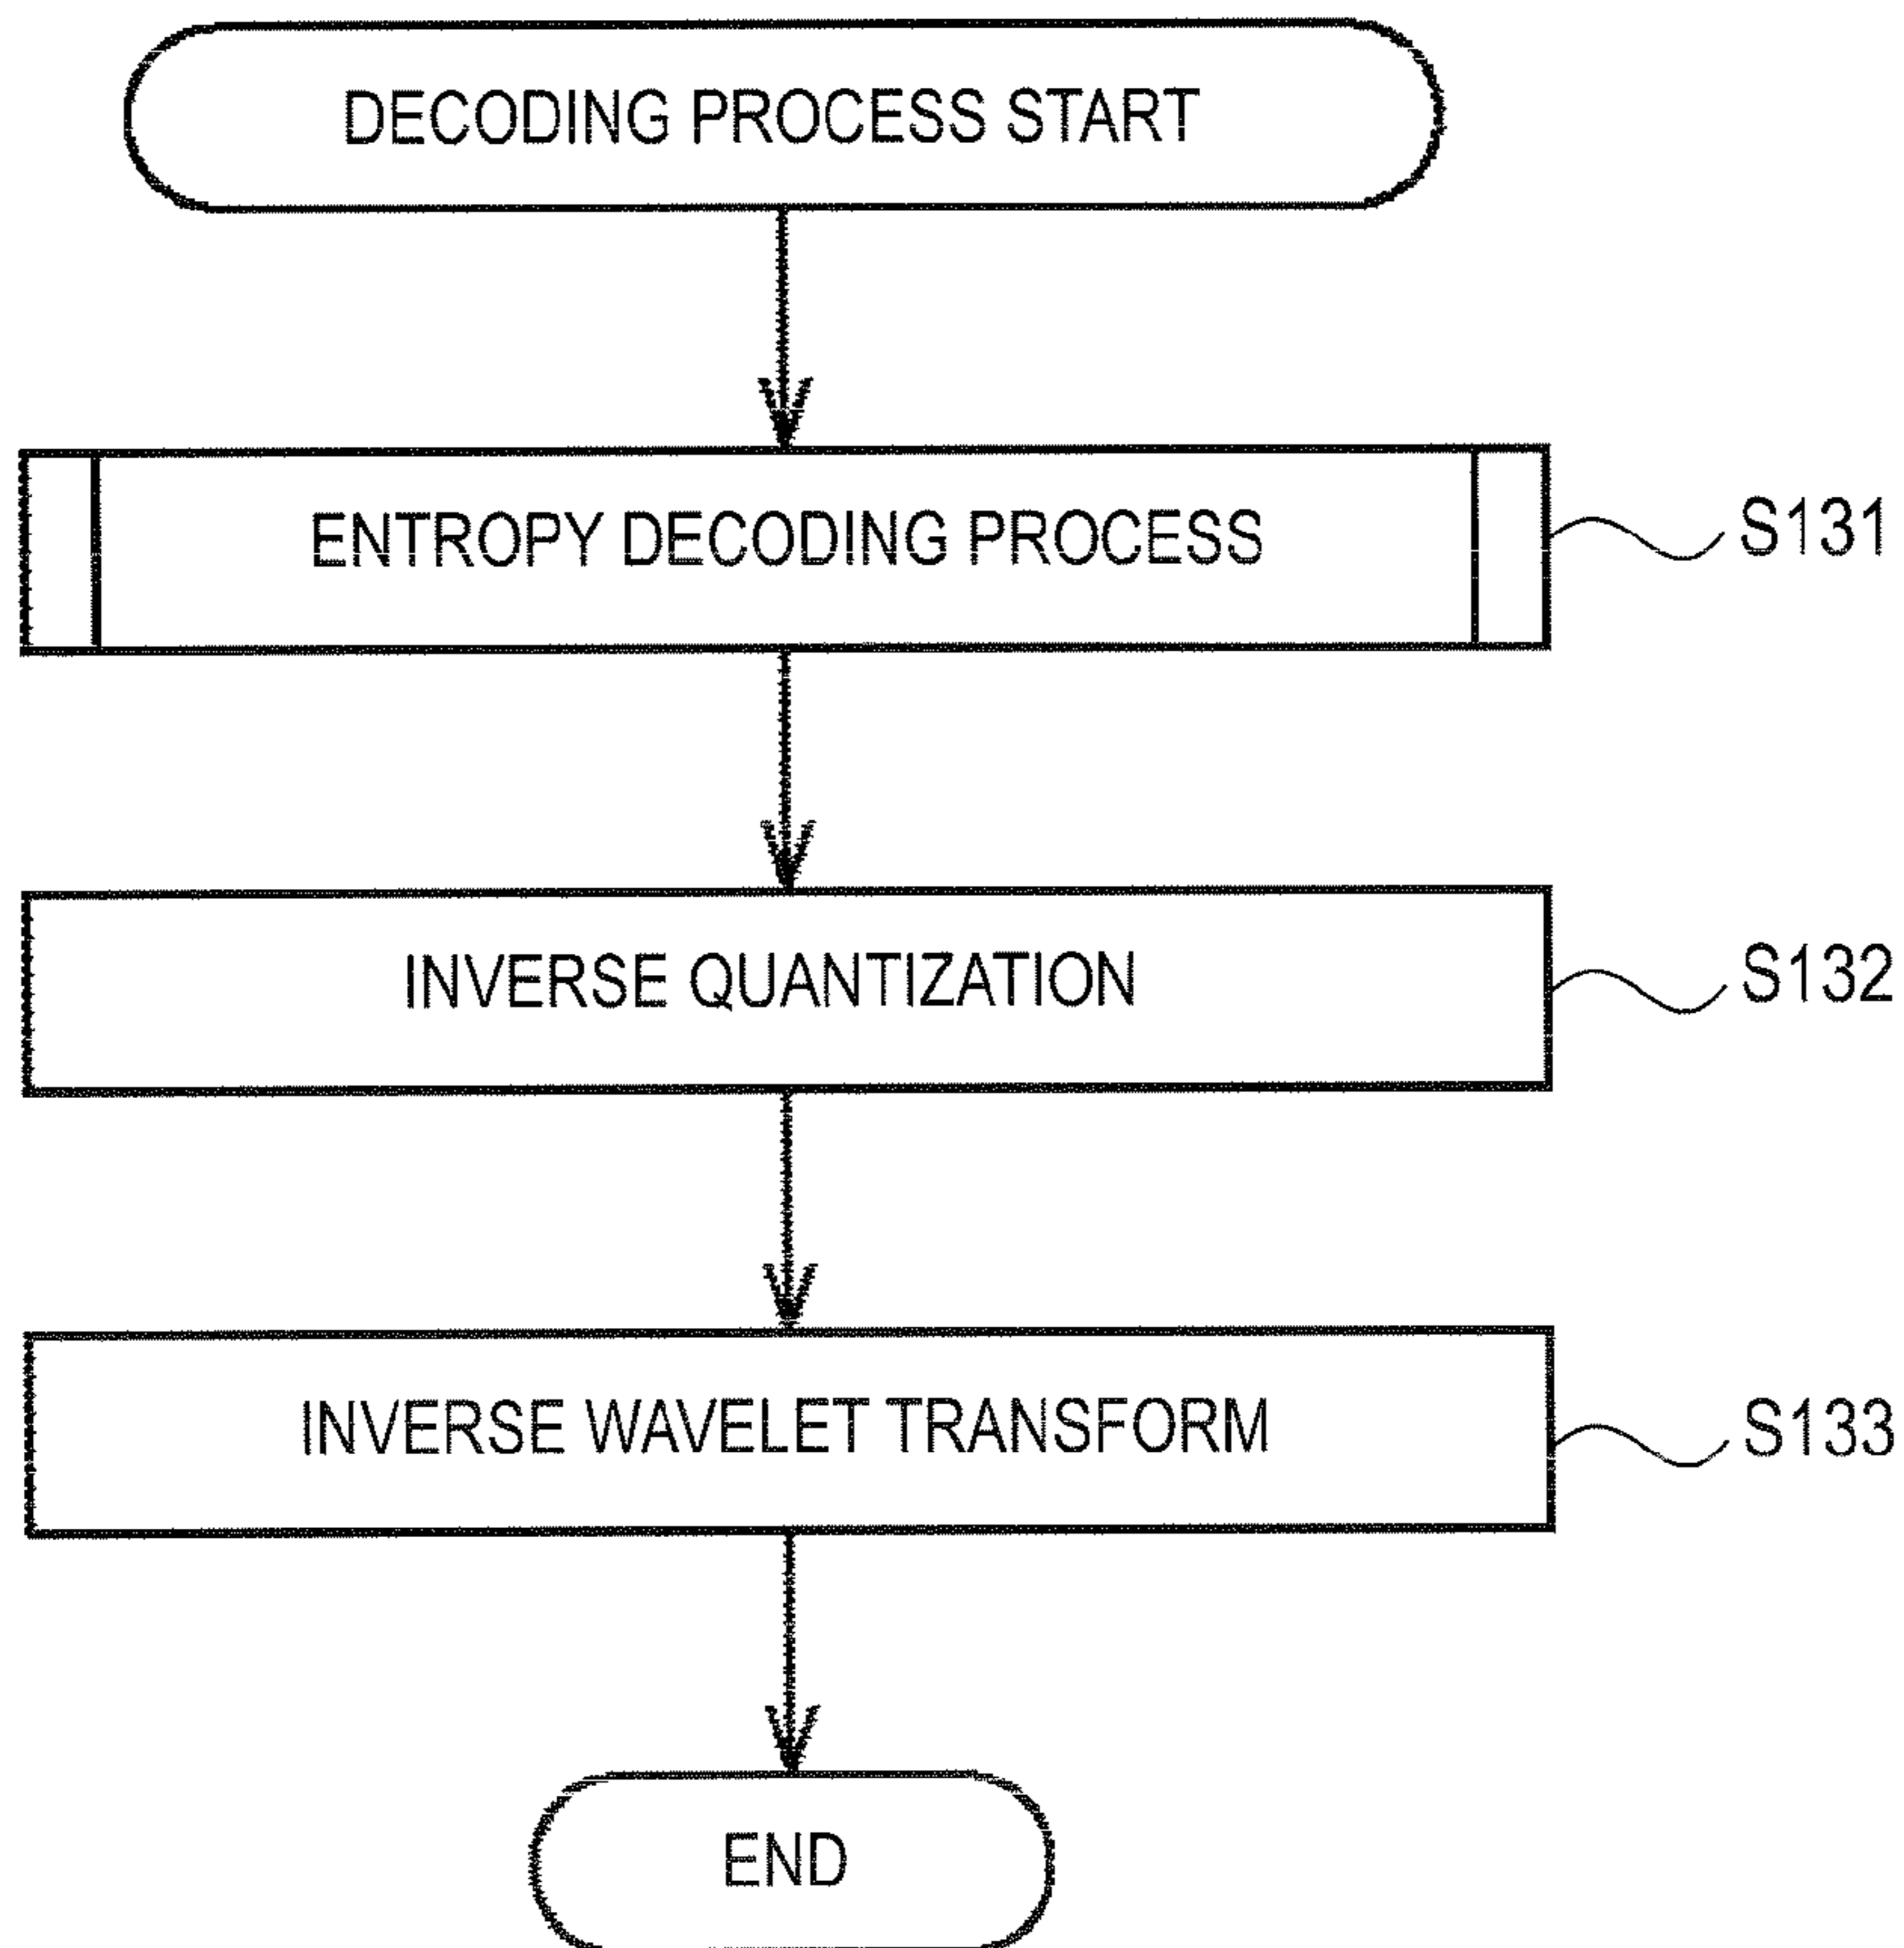 DECODING PROCESS START
ENTROPY DECODING PROCESS
S131
INVERSE QUANTIZATION
S132
INVERSE WAVELET TRANSFORM
S133
END